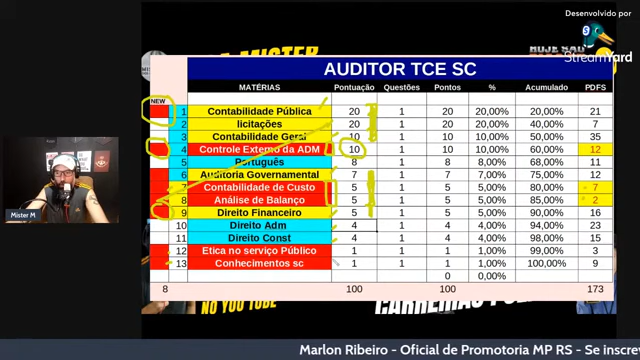 Desenvolvido por
StreamYard
AUDITOR TCE SC
MATÉRIAS Pontuação Questões Pontos % Acumulado PDFS
NEW
1 Contabilidade Pública 20 1 20 20,00% 20,00% 21
2 licitações 20 1 20 20,00% 40,00% 7
3 Contabilidade Geral 10 1 10 10,00% 50,00% 35
4 Controle Externo da ADM 10 1 10 10,00% 60,00% 12
5 Português 8 1 8 8,00% 68,00% 11
6 Auditoria Governamental 7 1 7 7,00% 75,00% 12
7 Contabilidade de Custo 5 1 5 5,00% 80,00% 7
8 Análise de Balanço 5 1 5 5,00% 85,00% 2
9 Direito Financeiro 5 1 5 5,00% 90,00% 16
10 Direito Adm 4 1 4 4,00% 94,00% 23
11 Direito Const 4 1 4 4,00% 98,00% 15
12 Etica no serviço Público 1 1 1 1,00% 99,00% 3
13 Conhecimentos sc 1 1 1 1,00% 100,00% 9
0 0,00%
8 100 100 173
Mister M
NO YOU TUBE
Marlon Ribeiro - Oficial de Promotoria MP RS - Se inscrev